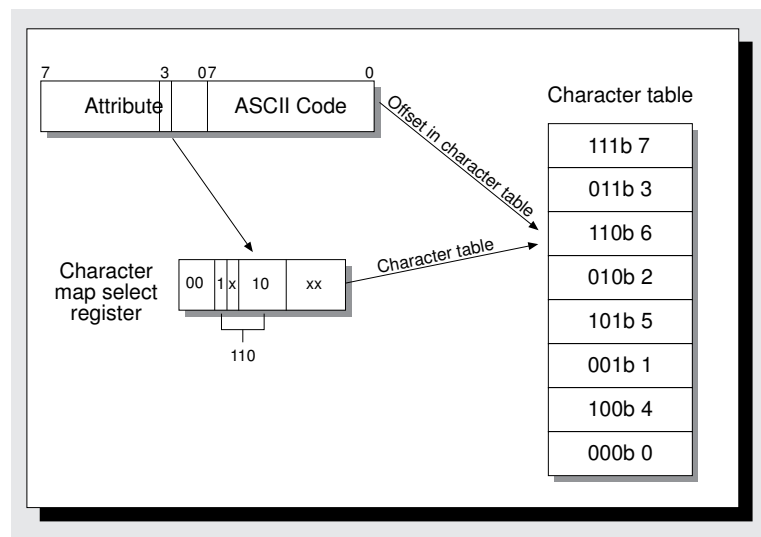 7 3 07 0
Attribute ASCII Code
Offset in character table
Character table
111b 7
011b 3
110b 6
010b 2
101b 5
001b 1
100b 4
000b 0
Character table
Character
map select
register
00 1 x 10 xx
110